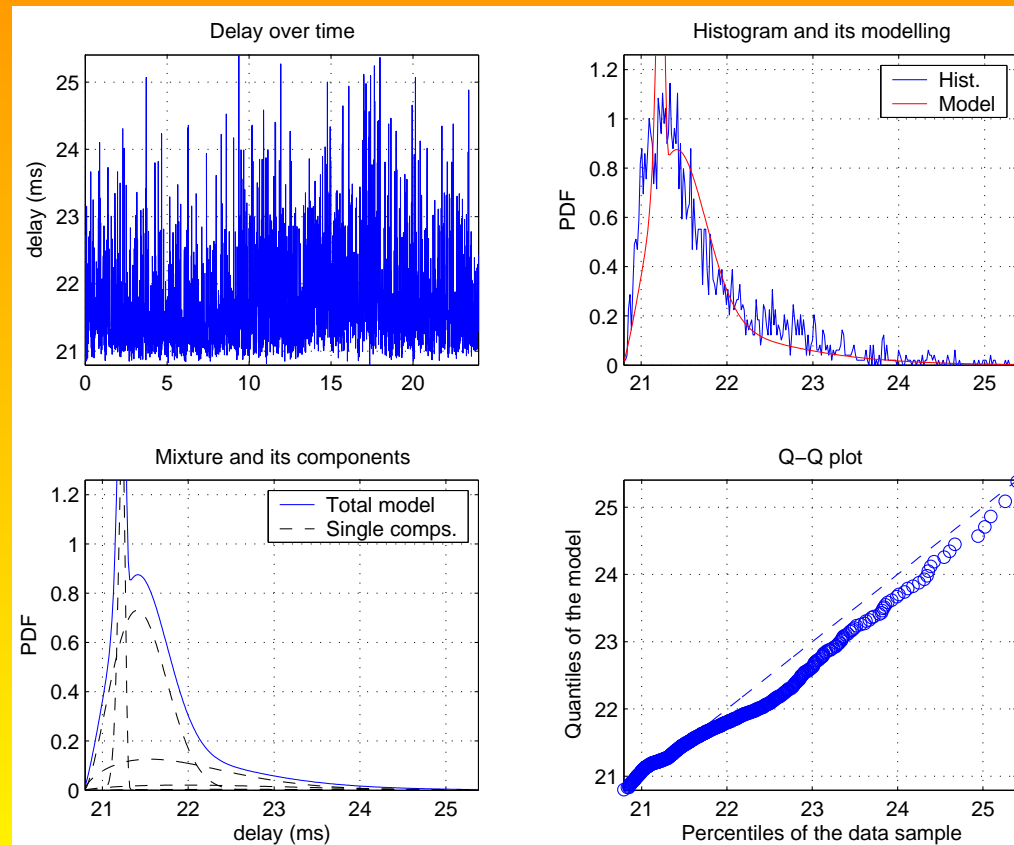 Delay over time
delay (ms)
25
24
23
22
21
0 5 10 15 20
Histogram and its modelling
PDF
1.2
1
0.8
0.6
0.4
0.2
0
21 22 23 24 25
Hist.
Model
Mixture and its components
PDF
1.2
1
0.8
0.6
0.4
0.2
0
21 22 23 24 25
delay (ms)
Total model
Single comps.
Q−Q plot
Quantiles of the model
25
24
23
22
21
21 22 23 24 25
Percentiles of the data sample